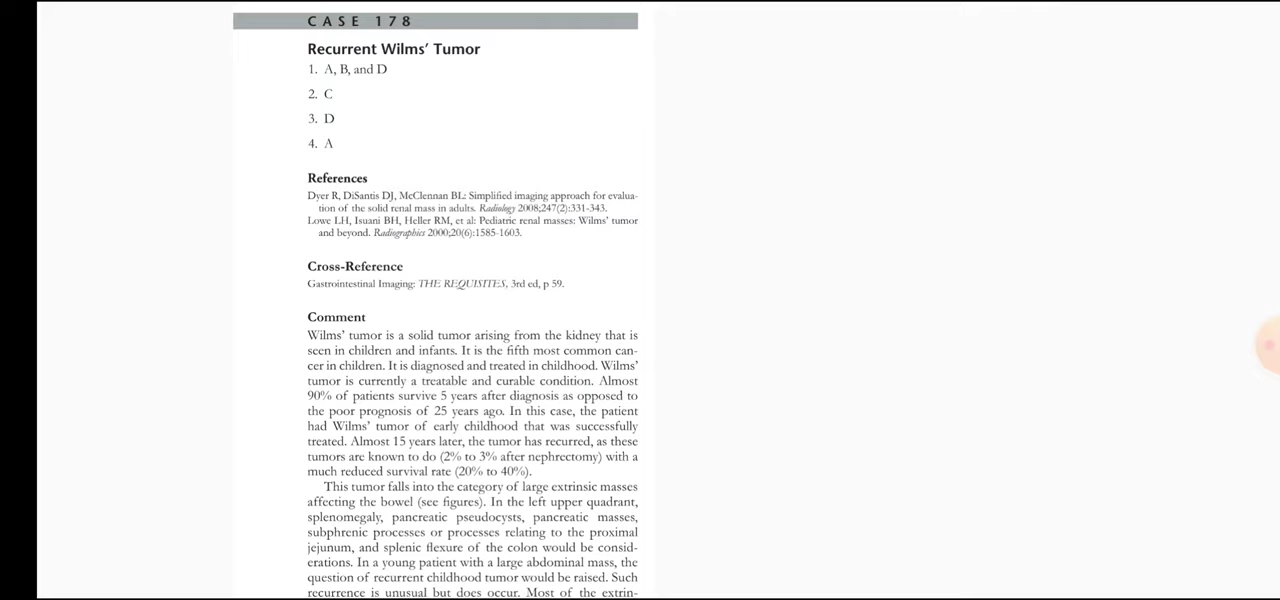 CASE 178
Recurrent Wilms’ Tumor
1. A, B, and D
2. C
3. D
4. A
References
Dyer R, DiSantis DJ, McClennan BL: Simplified imaging approach for evalua-
tion of the solid renal mass in adults. Radiology 2008;247(2):331-343.
Lowe LH, Isuani BH, Heller RM, et al: Pediatric renal masses: Wilms’ tumor
and beyond. Radiographics 2000;20(6):1585-1603.
Cross-Reference
Gastrointestinal Imaging: THE REQUISITES, 3rd ed, p 59.
Comment
Wilms’ tumor is a solid tumor arising from the kidney that is
seen in children and infants. It is the fifth most common can-
cer in children. It is diagnosed and treated in childhood. Wilms’
tumor is currently a treatable and curable condition. Almost
90% of patients survive 5 years after diagnosis as opposed to
the poor prognosis of 25 years ago. In this case, the patient
had Wilms’ tumor of early childhood that was successfully
treated. Almost 15 years later, the tumor has recurred, as these
tumors are known to do (2% to 3% after nephrectomy) with a
much reduced survival rate (20% to 40%).
This tumor falls into the category of large extrinsic masses
affecting the bowel (see figures). In the left upper quadrant,
splenomegaly, pancreatic pseudocysts, pancreatic masses,
subphrenic processes or processes relating to the proximal
jejunum, and splenic flexure of the colon would be consid-
erations. In a young patient with a large abdominal mass, the
question of recurrent childhood tumor would be raised. Such
recurrence is unusual but does occur. Most of the extrin-